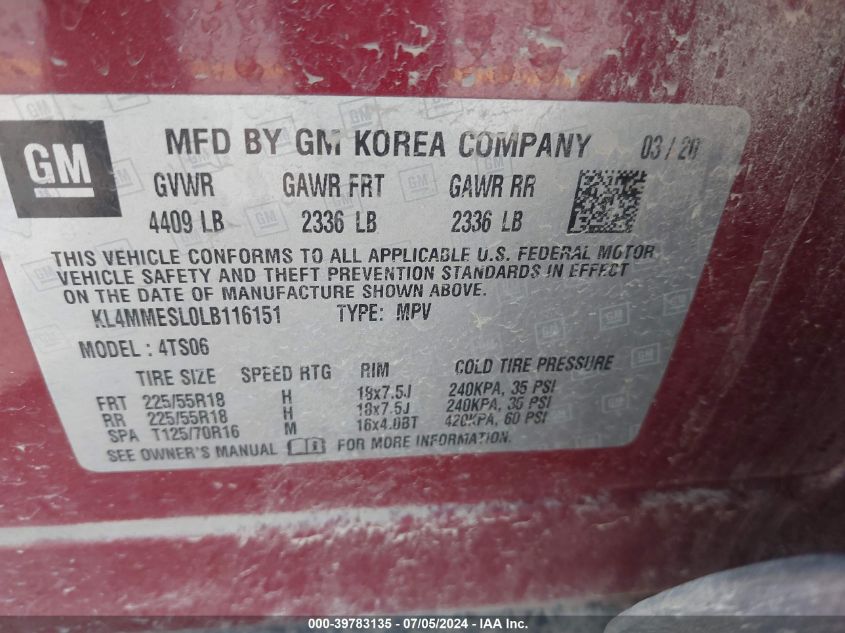 GM
MFD BY GM KOREA COMPANY 03/20
GVWR GAWR FRT GAWR RR
4409 LB 2336 LB 2336 LB
THIS VEHICLE CONFORMS TO ALL APPLICABLE U.S. FEDERAL MOTOR
VEHICLE SAFETY AND THEFT PREVENTION STANDARDS IN EFFECT
ON THE DATE OF MANUFACTURE SHOWN ABOVE.
KL4MMESL0LB116151 TYPE: MPV
MODEL: 4TS06
TIRE SIZE SPEED RTG RIM COLD TIRE PRESSURE
FRT 225/55R18 H 18x7.5J 240KPA, 35 PSI
RR 225/55R18 H 18x7.5J 240KPA, 35 PSI
SPA T125/70R16 M 16x4.0BT 420KPA, 60 PSI
SEE OWNER'S MANUAL FOR MORE INFORMATION.
000-39783135 - 07/05/2024 - IAA, Inc.